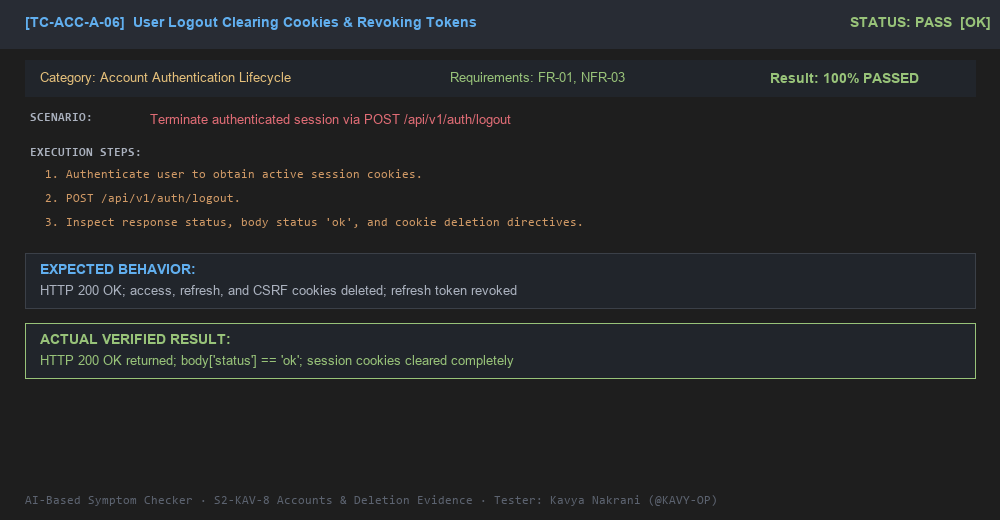 [TC-ACC-A-06] User Logout Clearing Cookies & Revoking Tokens STATUS: PASS [OK]
Category: Account Authentication Lifecycle Requirements: FR-01, NFR-03 Result: 100% PASSED
SCENARIO: Terminate authenticated session via POST /api/v1/auth/logout
EXECUTION STEPS:
1. Authenticate user to obtain active session cookies.
2. POST /api/v1/auth/logout.
3. Inspect response status, body status 'ok', and cookie deletion directives.
EXPECTED BEHAVIOR:
HTTP 200 OK; access, refresh, and CSRF cookies deleted; refresh token revoked
ACTUAL VERIFIED RESULT:
HTTP 200 OK returned; body['status'] == 'ok'; session cookies cleared completely
AI-Based Symptom Checker · S2-KAV-8 Accounts & Deletion Evidence · Tester: Kavya Nakrani (@KAVY-OP)